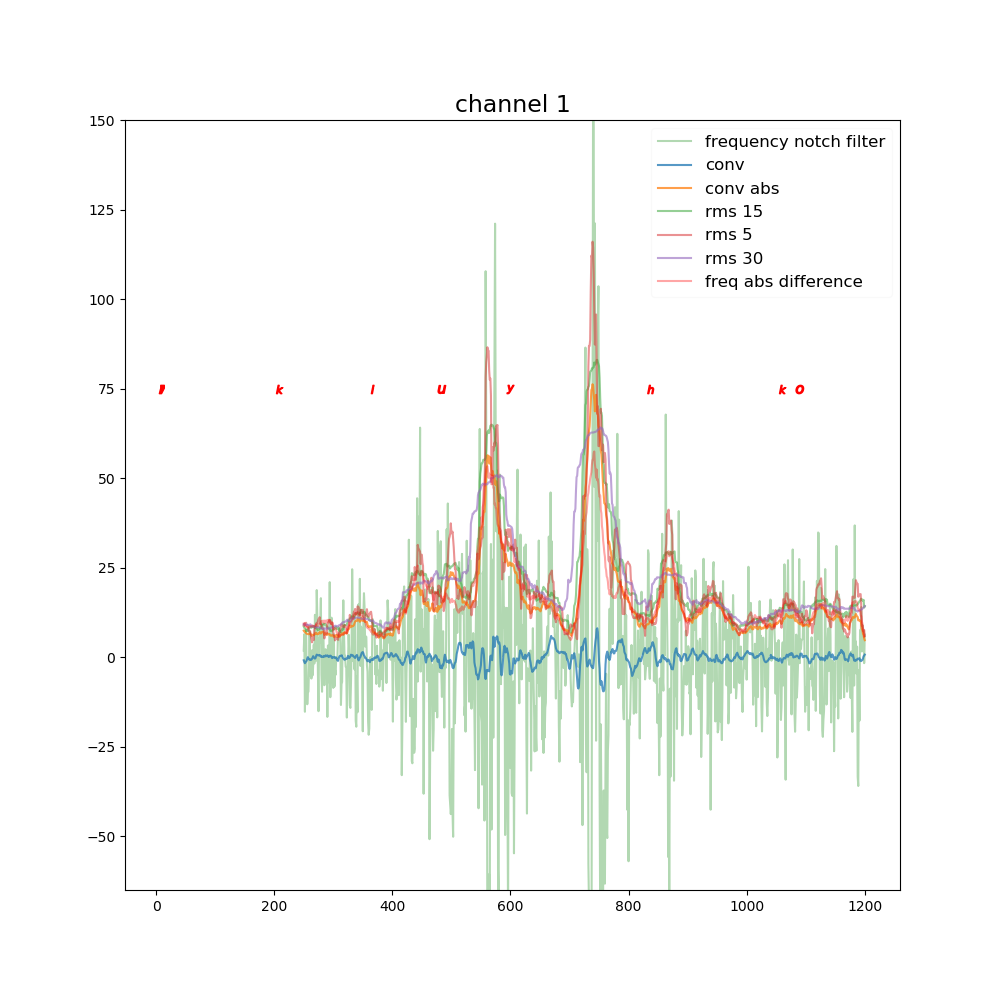 channel 1
150
125
100
75
50
25
0
−25
−50
frequency notch filter
conv
conv abs
rms 15
rms 5
rms 30
freq abs difference
k l u y h k o
0 200 400 600 800 1000 1200